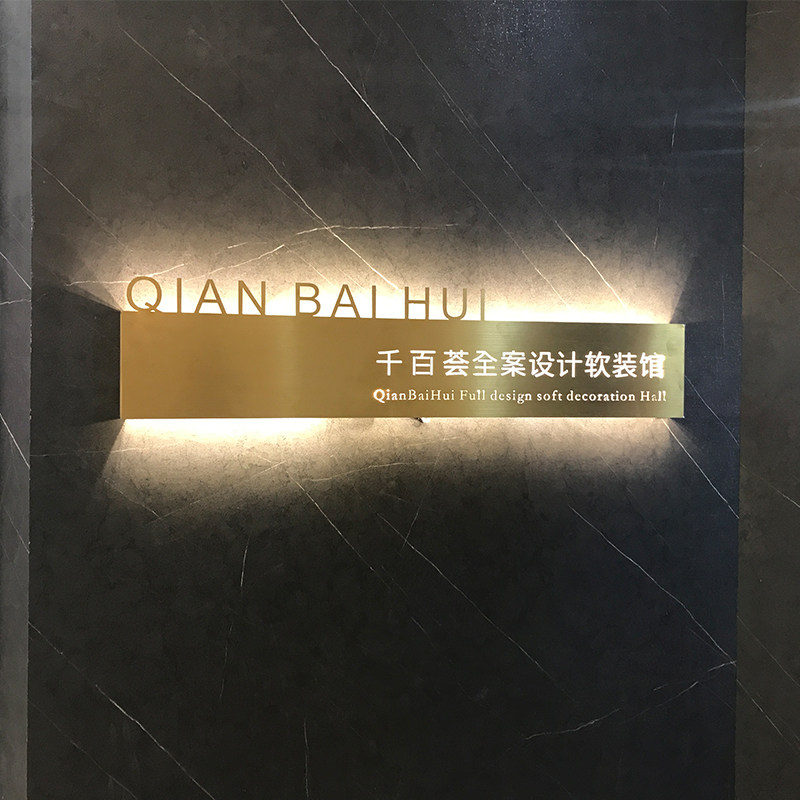 QIAN BAI HUI
千百荟全案设计软装馆
QianBaiHui Full design soft decoration Hall